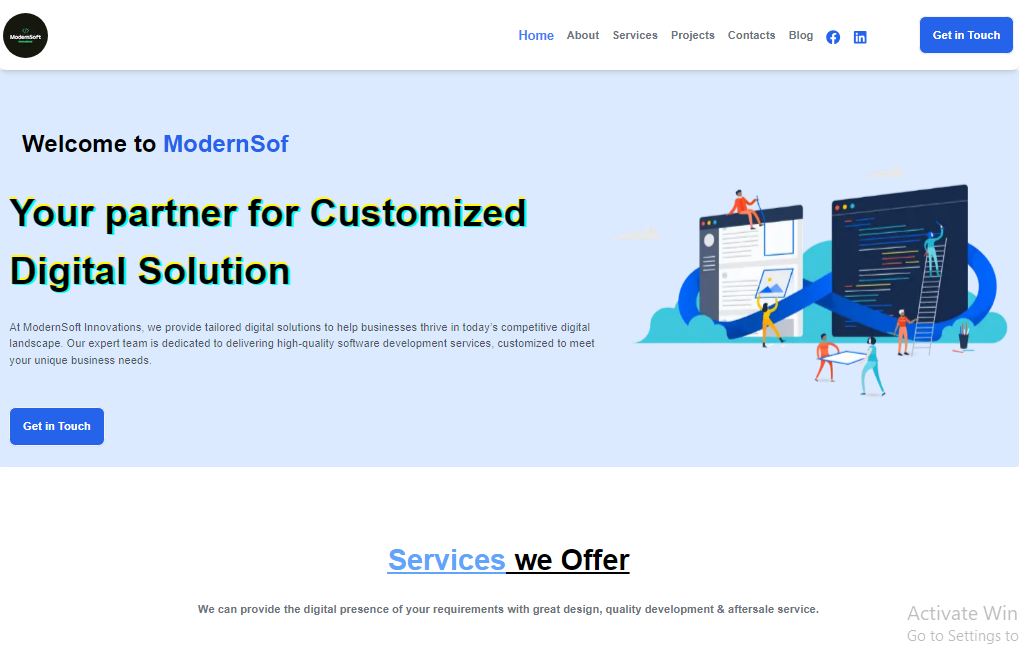 ModernSoft
Home About Services Projects Contacts Blog
Get in Touch
Welcome to ModernSof
Your partner for Customized
Digital Solution
At ModernSoft Innovations, we provide tailored digital solutions to help businesses thrive in today's competitive digital
landscape. Our expert team is dedicated to delivering high-quality software development services, customized to meet
your unique business needs.
Get in Touch
Services we Offer
We can provide the digital presence of your requirements with great design, quality development & aftersale service.
Activate Win
Go to Settings to